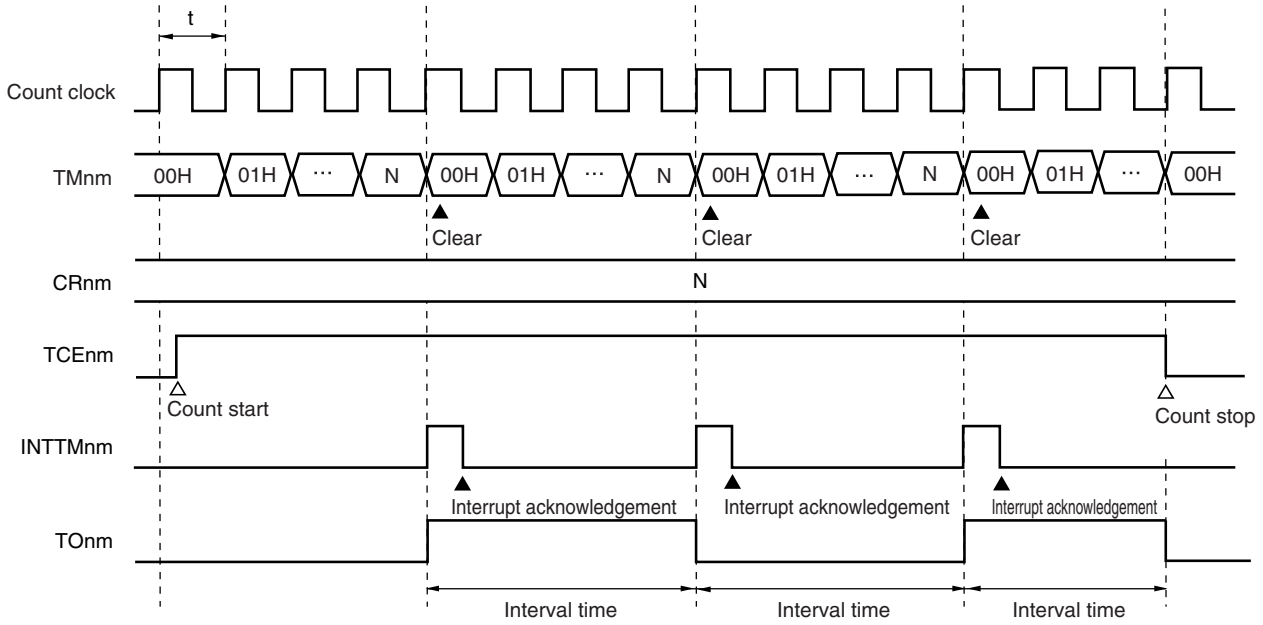 t
Count clock
TMnm 00H 01H ··· N 00H 01H ··· N 00H 01H ··· N 00H 01H ··· 00H
Clear Clear Clear
CRnm N
TCEnm
Count start Count stop
INTTMnm
Interrupt acknowledgement Interrupt acknowledgement Interrupt acknowledgement
TOnm
Interval time Interval time Interval time